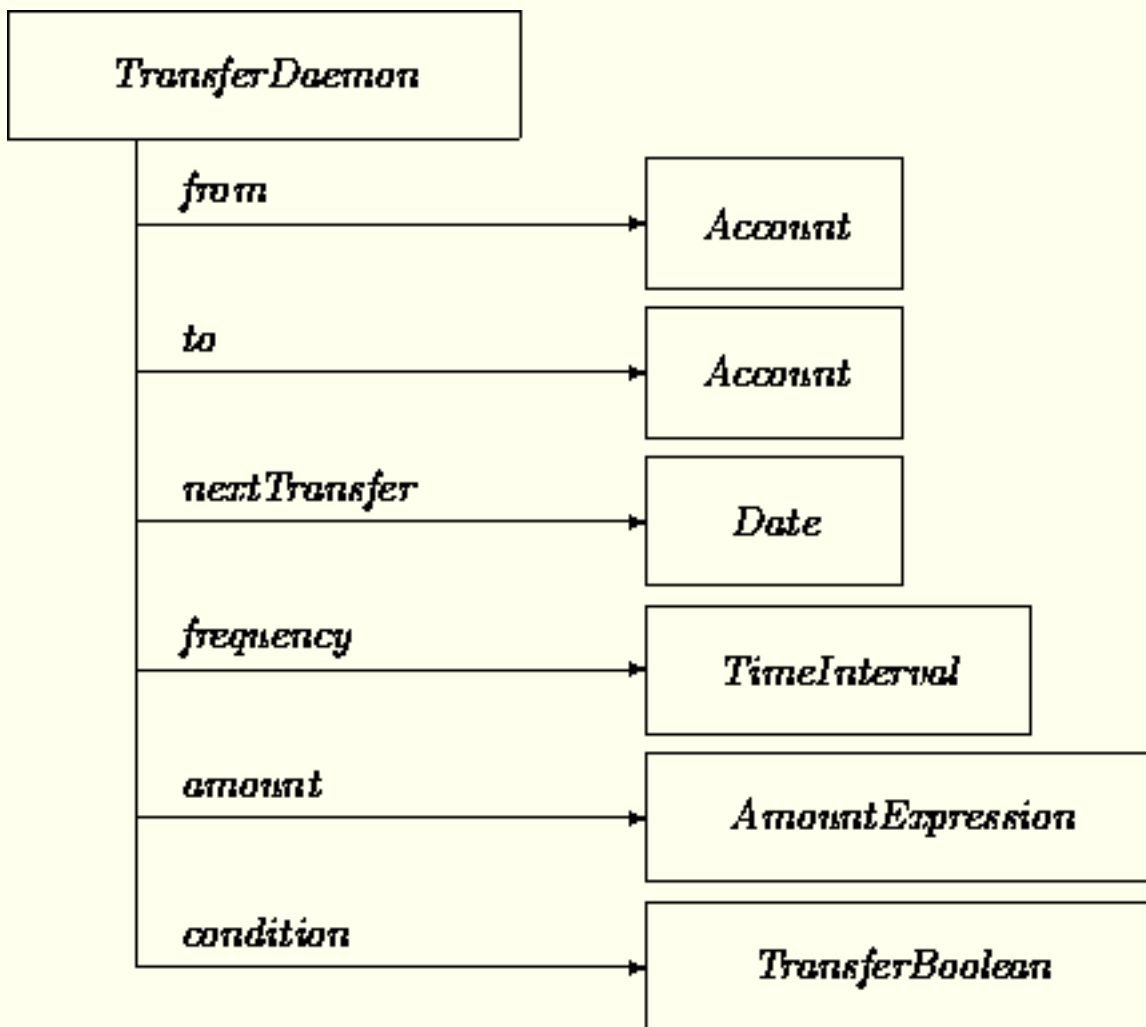 TransferDaemon
from
Account
to
Account
nextTransfer
Date
frequency
TimeInterval
amount
AmountExpression
condition
TransferBoolean